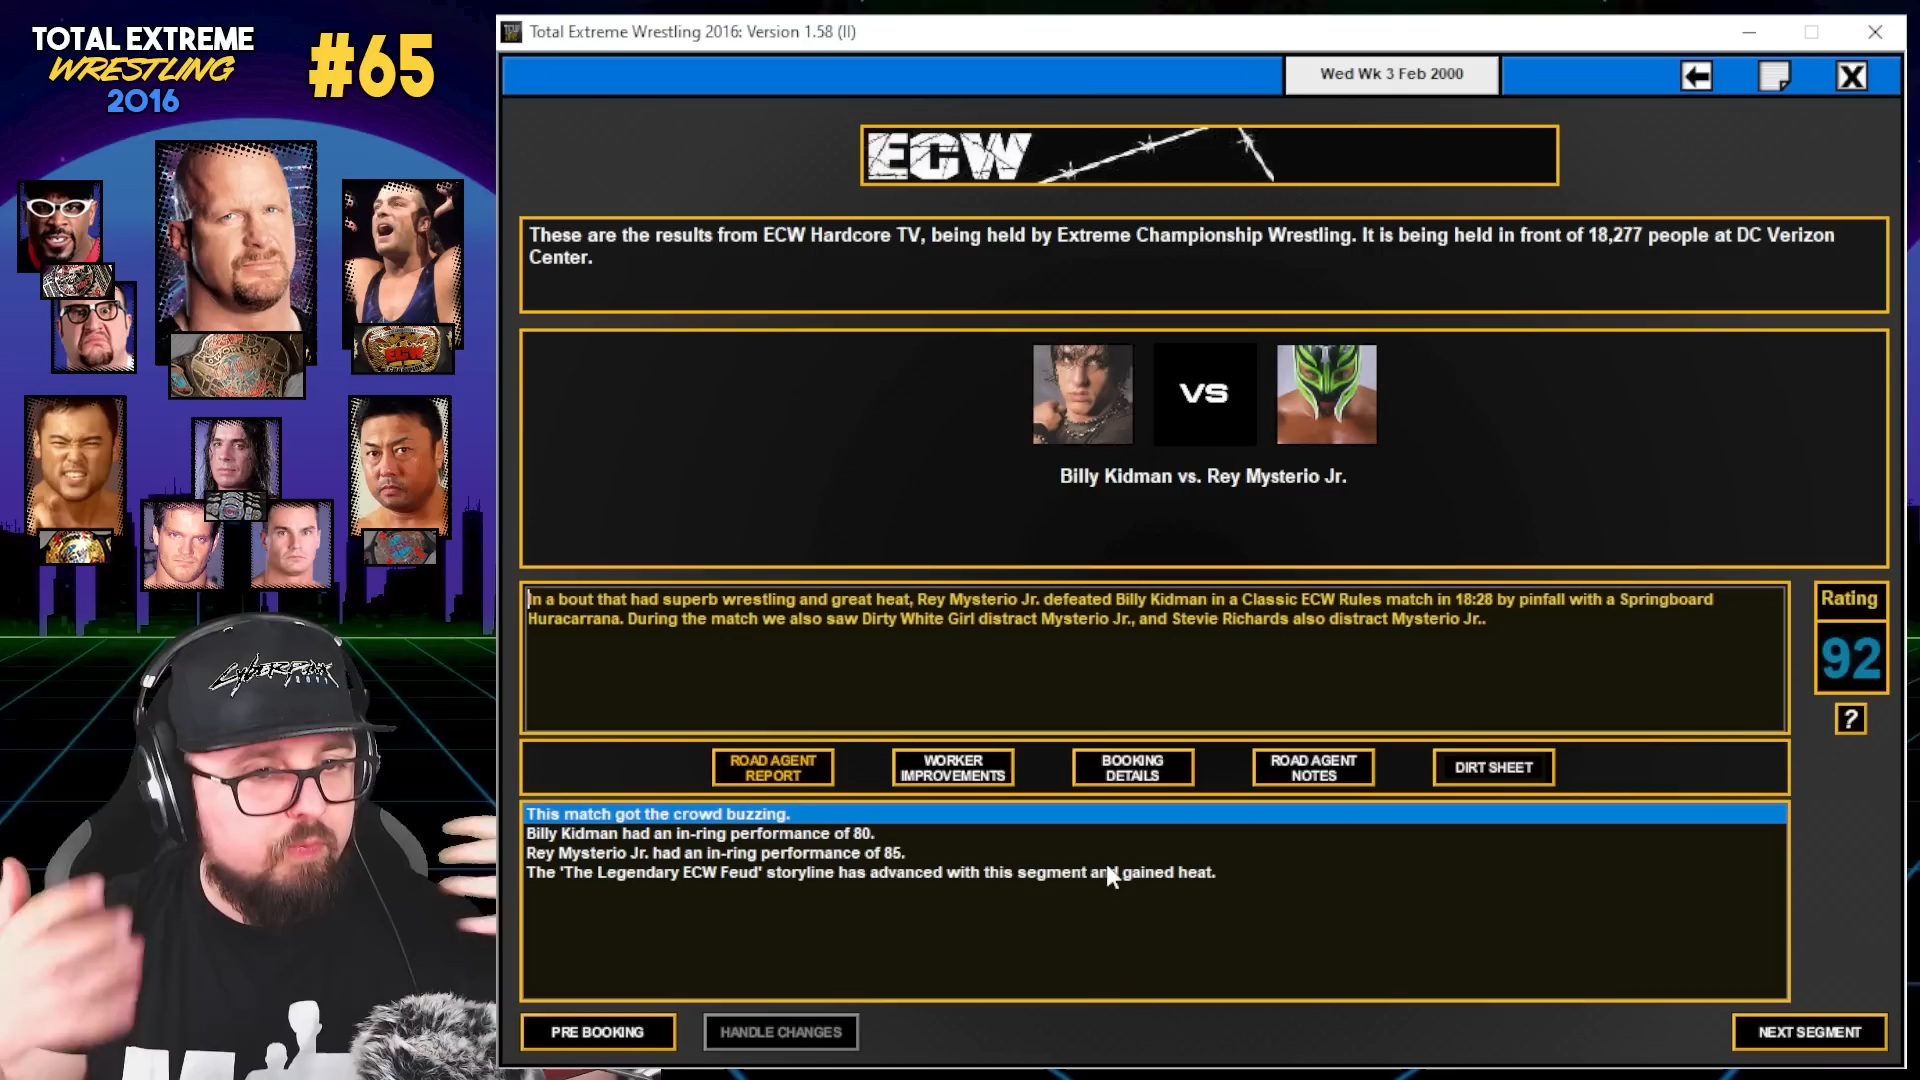 TOTAL EXTREME
WRESTLING
2016
#65
Total Extreme Wrestling 2016: Version 1.58 (II)
Wed Wk 3 Feb 2000
ECW
These are the results from ECW Hardcore TV, being held by Extreme Championship Wrestling. It is being held in front of 18,277 people at DC Verizon
Center.
VS
Billy Kidman vs. Rey Mysterio Jr.
In a bout that had superb wrestling and great heat, Rey Mysterio Jr. defeated Billy Kidman in a Classic ECW Rules match in 18:28 by pinfall with a Springboard
Huracarrana. During the match we also saw Dirty White Girl distract Mysterio Jr., and Stevie Richards also distract Mysterio Jr..
Rating
92
?
ROAD AGENT
REPORT
WORKER
IMPROVEMENTS
BOOKING
DETAILS
ROAD AGENT
NOTES
DIRT SHEET
This match got the crowd buzzing.
Billy Kidman had an in-ring performance of 80.
Rey Mysterio Jr. had an in-ring performance of 85.
The 'The Legendary ECW Feud' storyline has advanced with this segment and gained heat.
PRE BOOKING
HANDLE CHANGES
NEXT SEGMENT
CYBERPUNK
2077